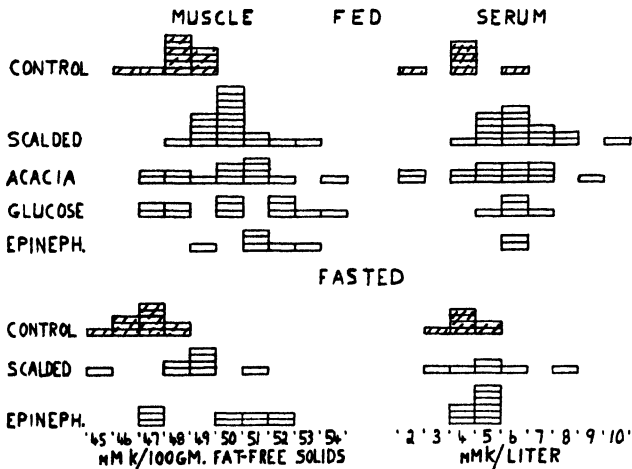 MUSCLE FED SERUM
CONTROL
SCALDED
ACACIA
GLUCOSE
EPINEPH.
FASTED
CONTROL
SCALDED
EPINEPH.
'45 '46 '47 '48 '49 '50 '51 '52 '53 '54' '2 '3 '4 '5 '6 '7 '8 '9 '10'
MMK/100GM. FAT-FREE SOLIDS MMK/LITER